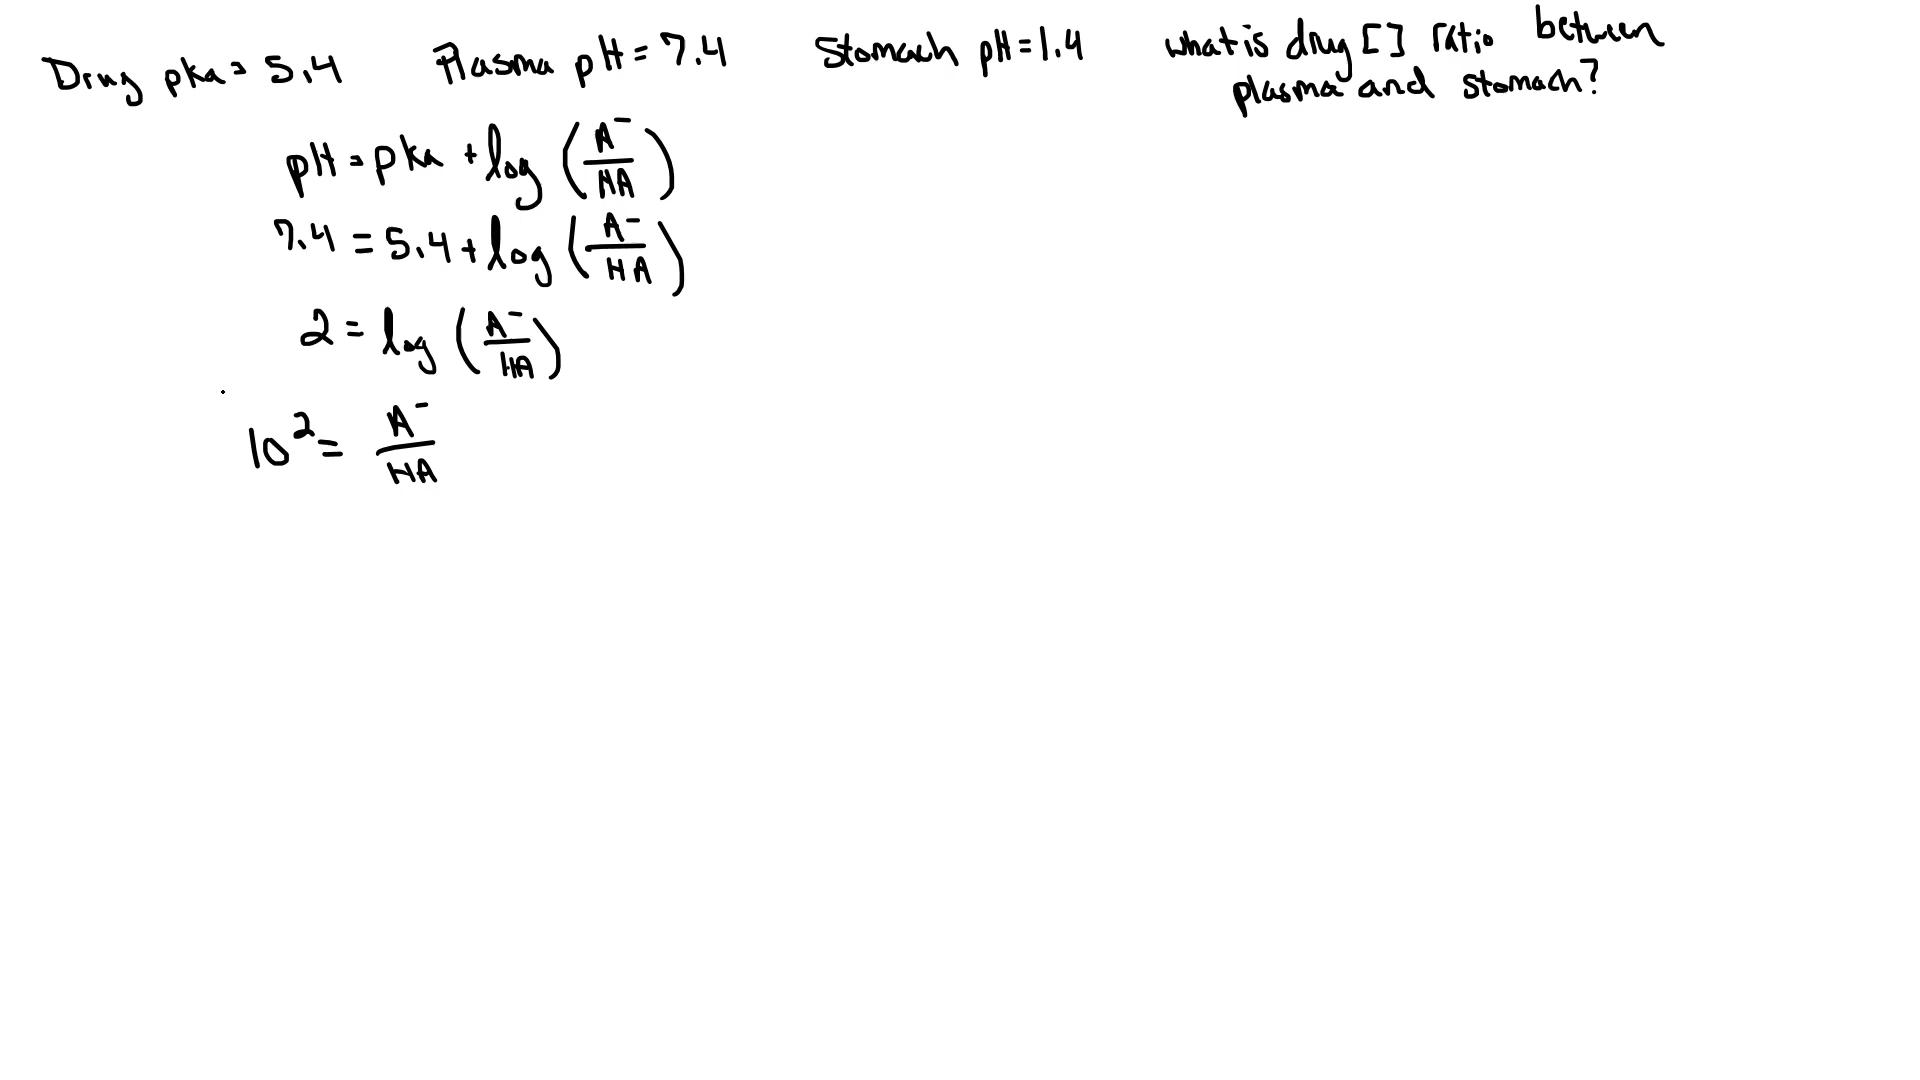 Drug pka = 5.4 Plasma pH = 7.4 Stomach pH = 1.4 what is drug [] ratio between
plasma and stomach?
pH = pka + log (A⁻/HA)
7.4 = 5.4 + log (A⁻/HA)
2 = log (A⁻/HA)
10² = A⁻/HA